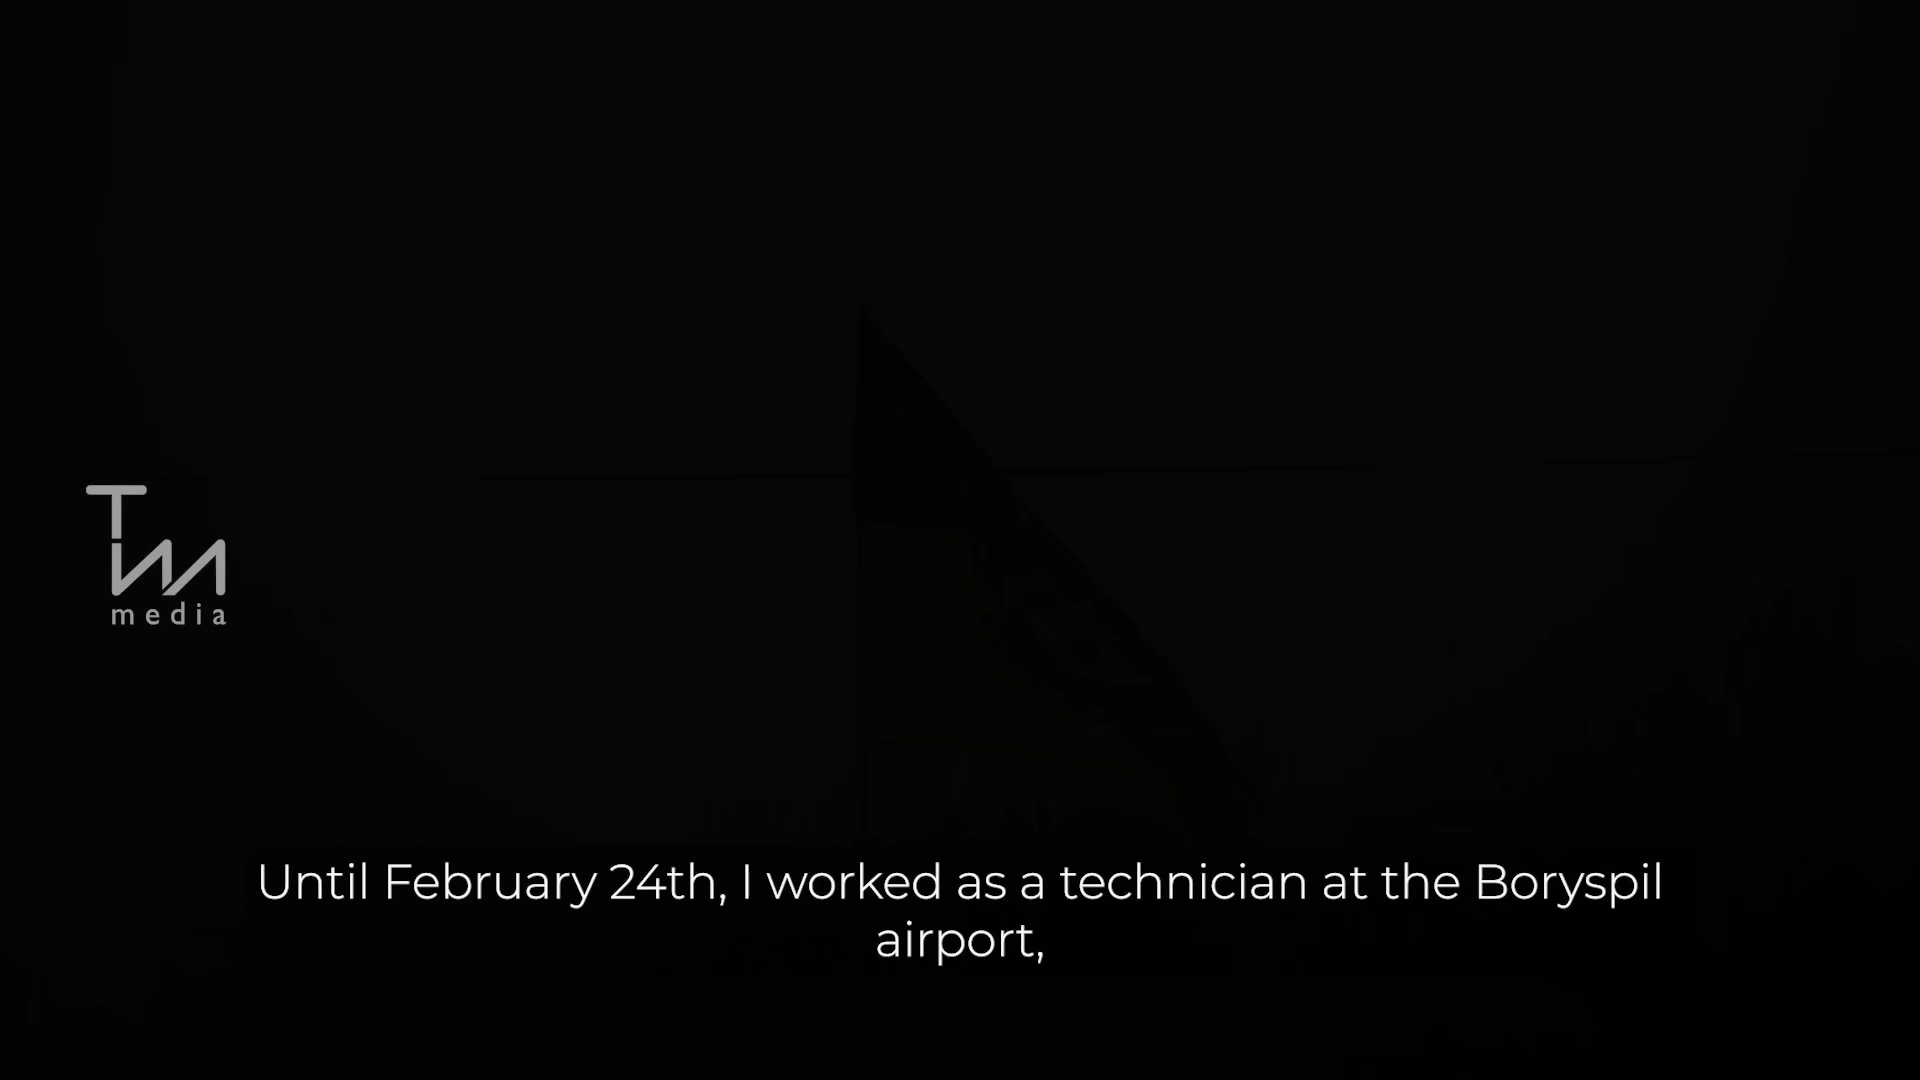 TM
media
Until February 24th, I worked as a technician at the Boryspil
airport,